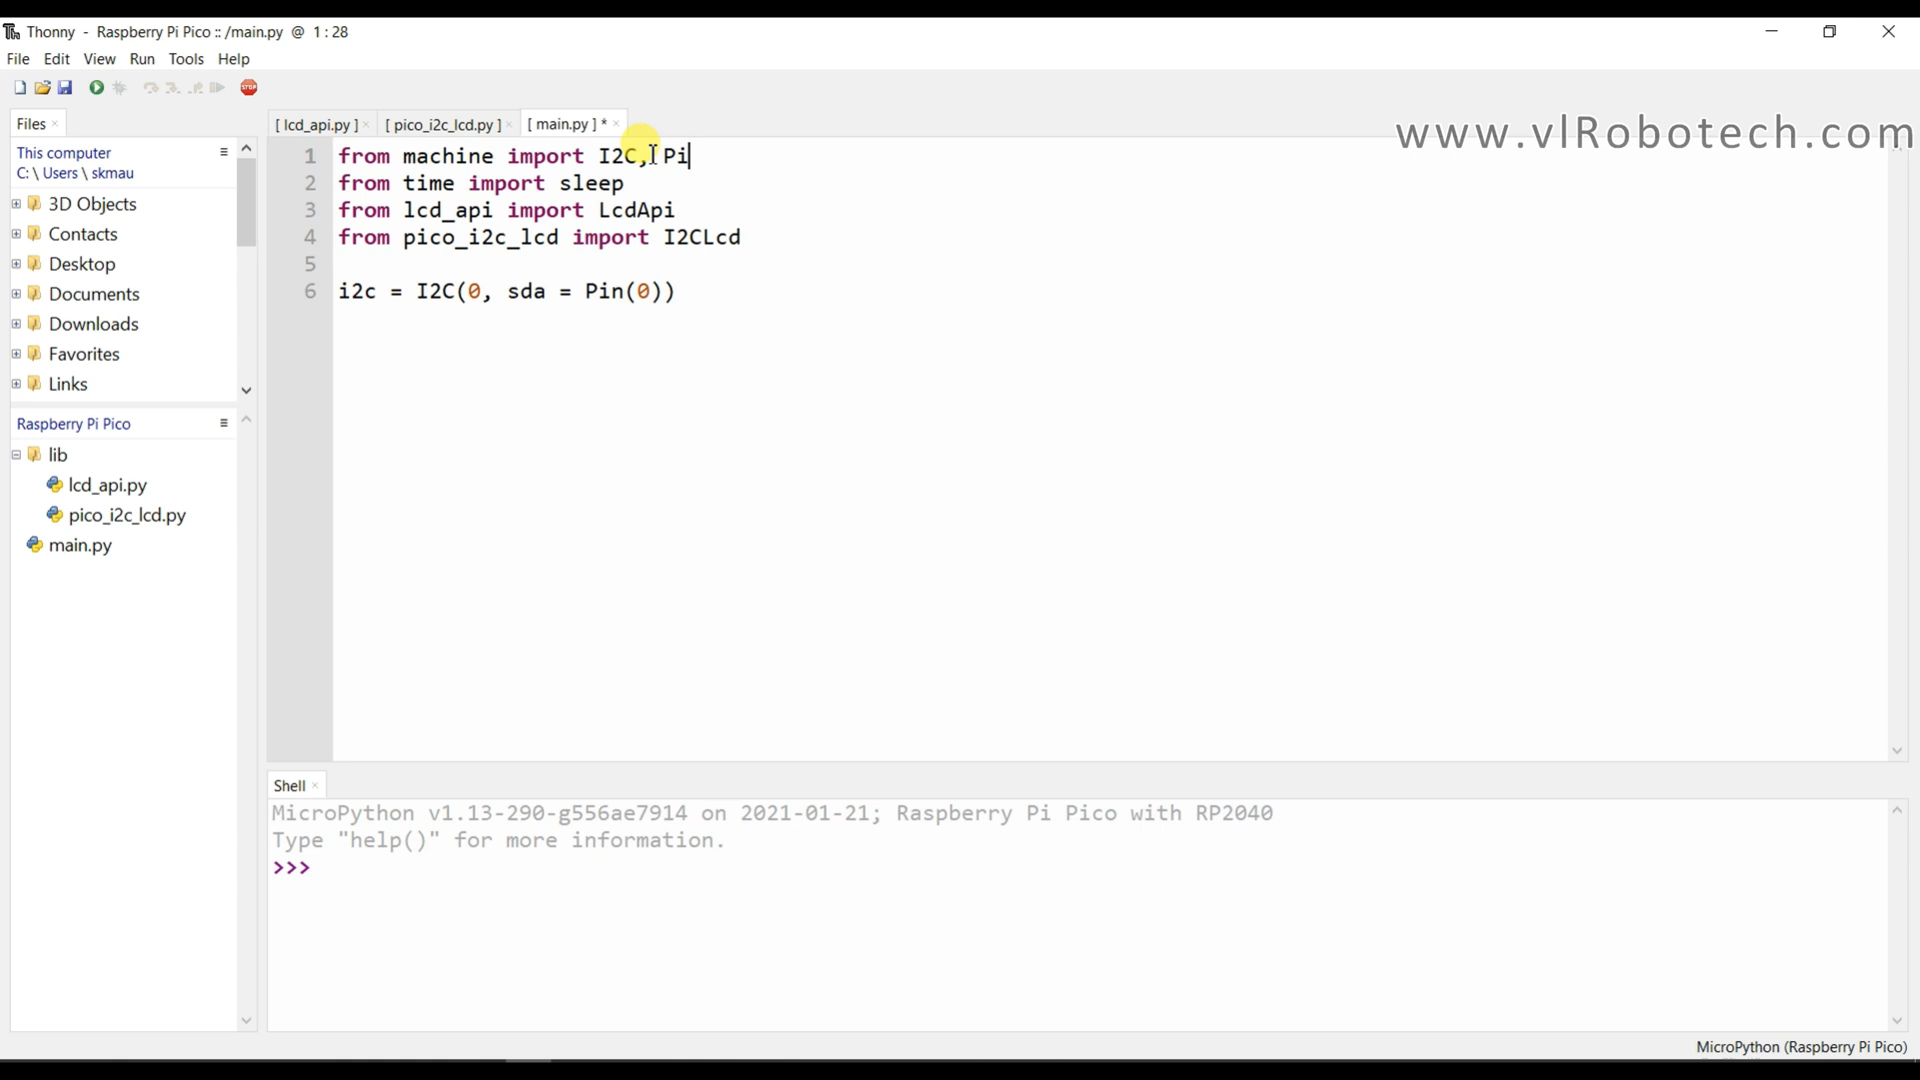 Thonny - Raspberry Pi Pico :: /main.py @ 1 : 28
File Edit View Run Tools Help
STOP
Files
[ lcd_api.py ] [ pico_i2c_lcd.py ] [ main.py ] *
www.vlRobotech.com
This computer
C: \ Users \ skmau
3D Objects
Contacts
Desktop
Documents
Downloads
Favorites
Links
Raspberry Pi Pico
lib
lcd_api.py
pico_i2c_lcd.py
main.py
1 from machine import I2C, Pi
2 from time import sleep
3 from lcd_api import LcdApi
4 from pico_i2c_lcd import I2CLcd
5
6 i2c = I2C(0, sda = Pin(0))
Shell
MicroPython v1.13-290-g556ae7914 on 2021-01-21; Raspberry Pi Pico with RP2040
Type "help()" for more information.
>>>
MicroPython (Raspberry Pi Pico)